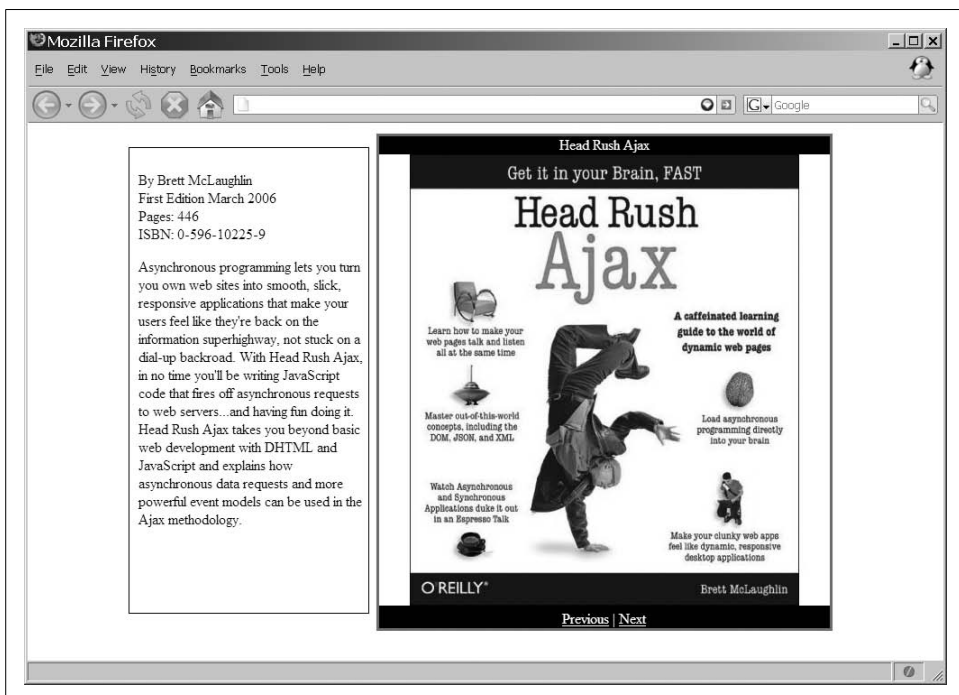 Mozilla Firefox
File Edit View History Bookmarks Tools Help
G Google
By Brett McLaughlin
First Edition March 2006
Pages: 446
ISBN: 0-596-10225-9
Asynchronous programming lets you turn
you own web sites into smooth, slick,
responsive applications that make your
users feel like they're back on the
information superhighway, not stuck on a
dial-up backroad. With Head Rush Ajax,
in no time you'll be writing JavaScript
code that fires off asynchronous requests
to web servers...and having fun doing it.
Head Rush Ajax takes you beyond basic
web development with DHTML and
JavaScript and explains how
asynchronous data requests and more
powerful event models can be used in the
Ajax methodology.
Head Rush Ajax
Get it in your Brain, FAST
Head Rush
Ajax
A caffeinated learning
guide to the world of
dynamic web pages
Learn how to make your
web pages talk and listen
all at the same time
Master out-of-this-world
concepts, including the
DOM, JSON, and XML
Load asynchronous
programming directly
into your brain
Watch Asynchronous
and Synchronous
Applications duke it out
in an Espresso Talk
Make your clunky web apps
feel like dynamic, responsive
desktop applications
O'REILLY®
Brett McLaughlin
Previous | Next